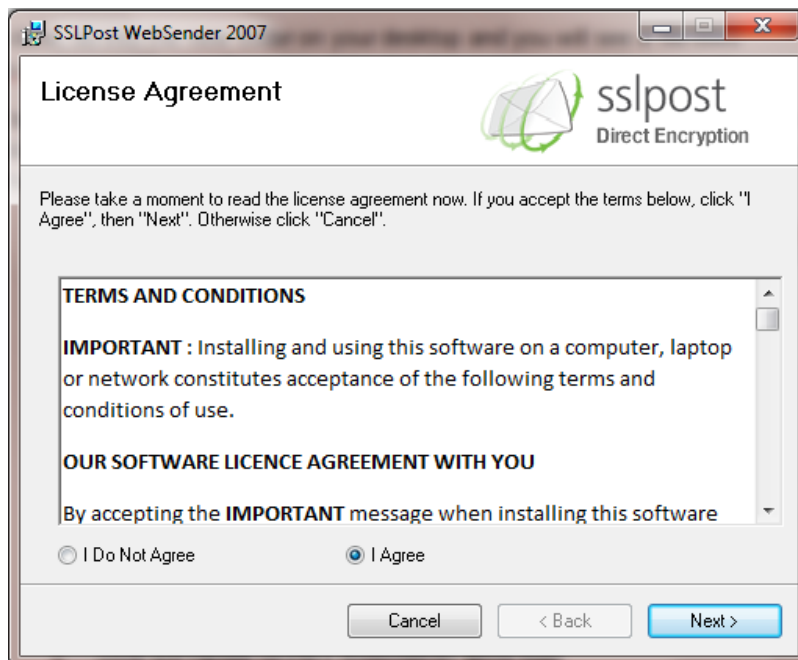 SSLPost WebSender 2007
License Agreement
sslpost
Direct Encryption
Please take a moment to read the license agreement now. If you accept the terms below, click "I
Agree", then "Next". Otherwise click "Cancel".
TERMS AND CONDITIONS
IMPORTANT : Installing and using this software on a computer, laptop
or network constitutes acceptance of the following terms and
conditions of use.
OUR SOFTWARE LICENCE AGREEMENT WITH YOU
By accepting the IMPORTANT message when installing this software
I Do Not Agree
I Agree
Cancel
< Back
Next >